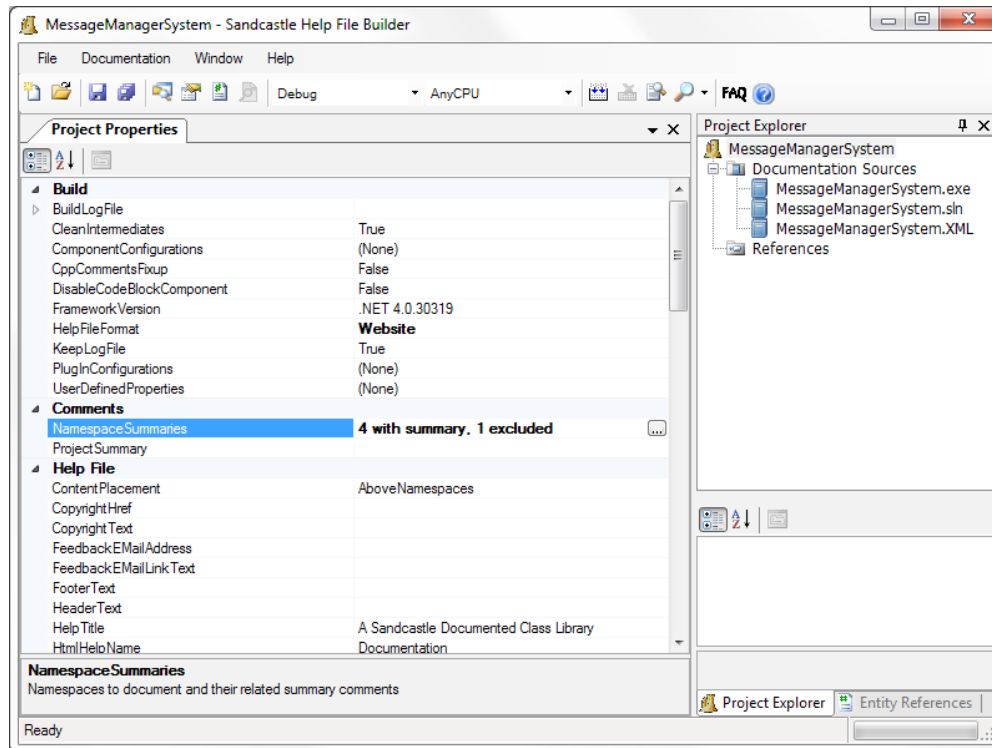 MessageManagerSystem - Sandcastle Help File Builder
File Documentation Window Help
Debug AnyCPU FAQ
Project Properties
Build
BuildLogFile
CleanIntermediates True
ComponentConfigurations (None)
CppCommentsFixup False
DisableCodeBlockComponent False
FrameworkVersion .NET 4.0.30319
HelpFileFormat Website
KeepLogFile True
PlugInConfigurations (None)
UserDefinedProperties (None)
Comments
NamespaceSummaries 4 with summary, 1 excluded ...
ProjectSummary
Help File
ContentPlacement AboveNamespaces
CopyrightHref
CopyrightText
FeedbackEMailAddress
FeedbackEMailLinkText
FooterText
HeaderText
HelpTitle A Sandcastle Documented Class Library
HtmlHelpName Documentation
NamespaceSummaries
Namespaces to document and their related summary comments
Project Explorer
MessageManagerSystem
Documentation Sources
MessageManagerSystem.exe
MessageManagerSystem.sln
MessageManagerSystem.XML
References
Project Explorer Entity References
Ready